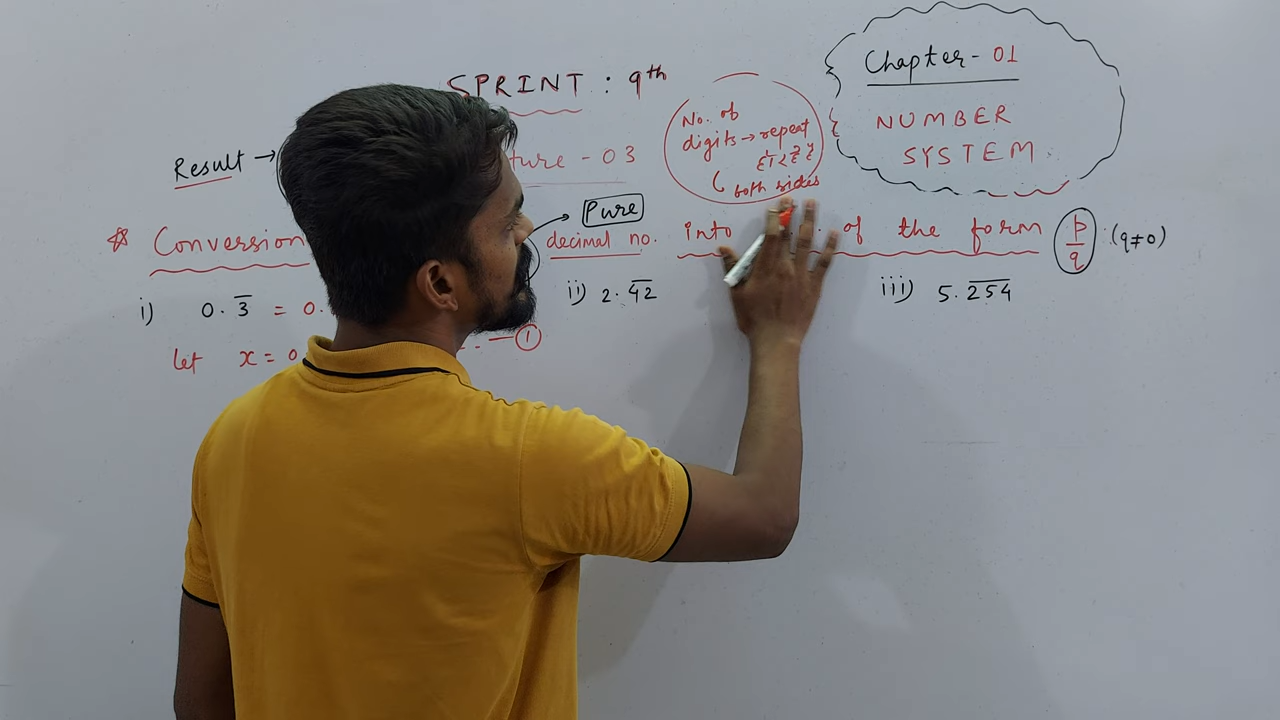 SPRINT : 9th
Chapter - 01
NUMBER
SYSTEM
No. of
digits → repeat
both sides
Result →
ture - 03
Pure
☆ Conversion decimal no. into of the form p/q (q≠0)
i) 0.3̅ = 0.
ii) 2.4̅2̅
iii) 5.2̅5̅4̅
let x = 0 .. — ①